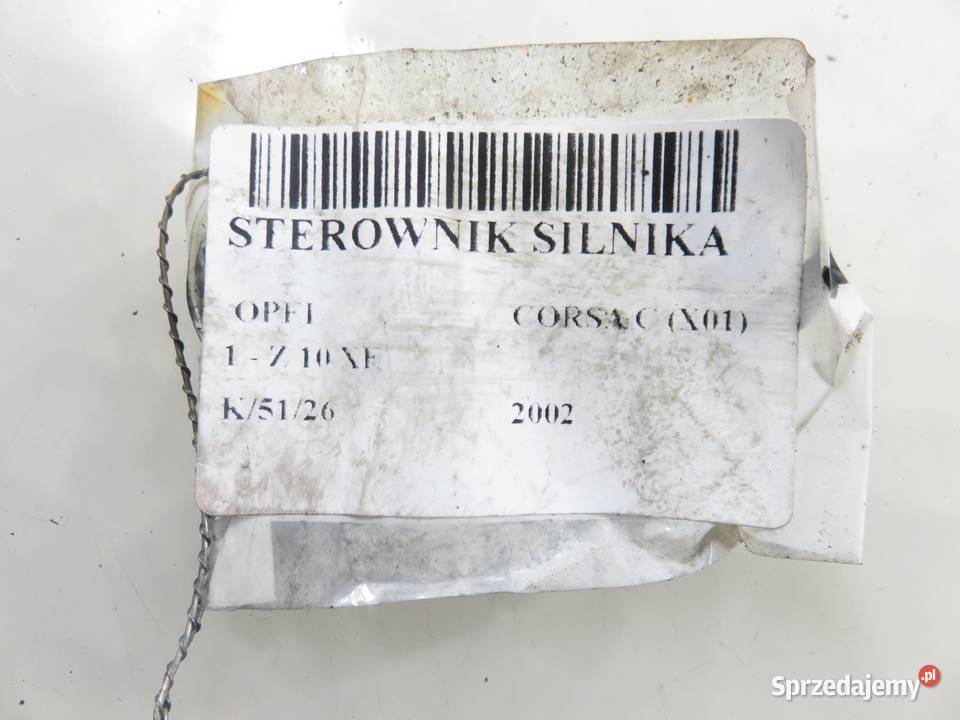 STEROWNIK SILNIKA
OPEL CORSA C (X01)
1 - Z 10 XE
K/51/26 2002
Sprzedajemy.pl